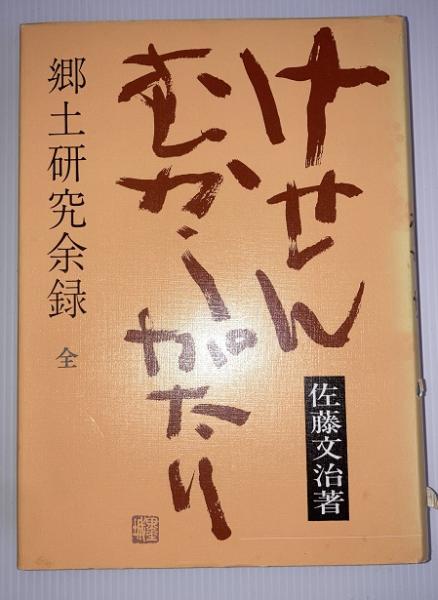 けせん
むかしがたり
佐藤文治著
郷土研究余録 全